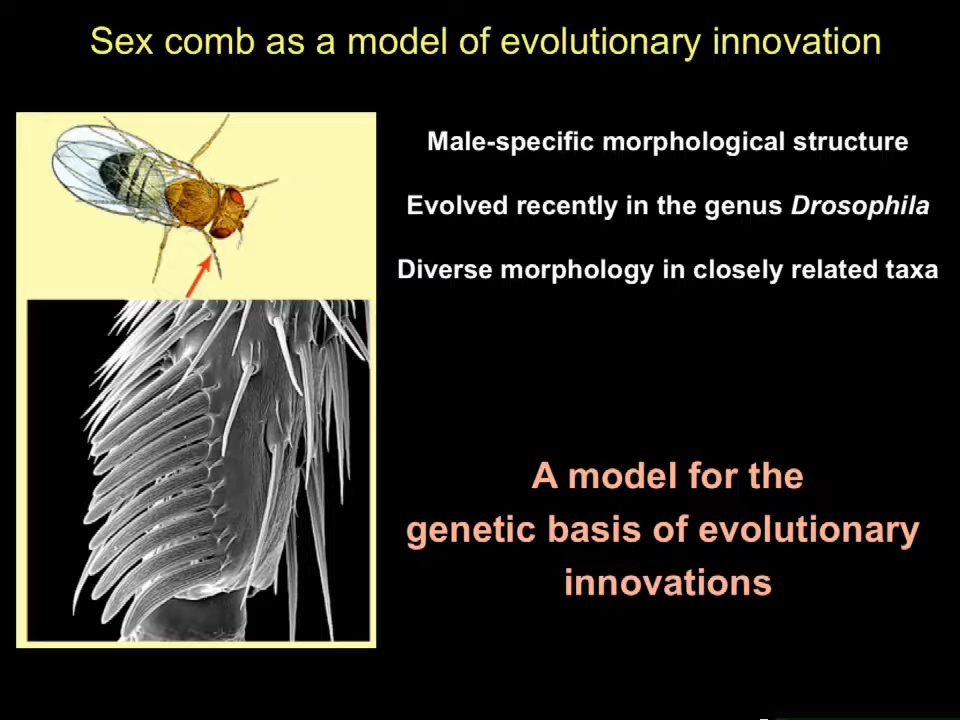 Sex comb as a model of evolutionary innovation
Male-specific morphological structure
Evolved recently in the genus Drosophila
Diverse morphology in closely related taxa
A model for the
genetic basis of evolutionary
innovations